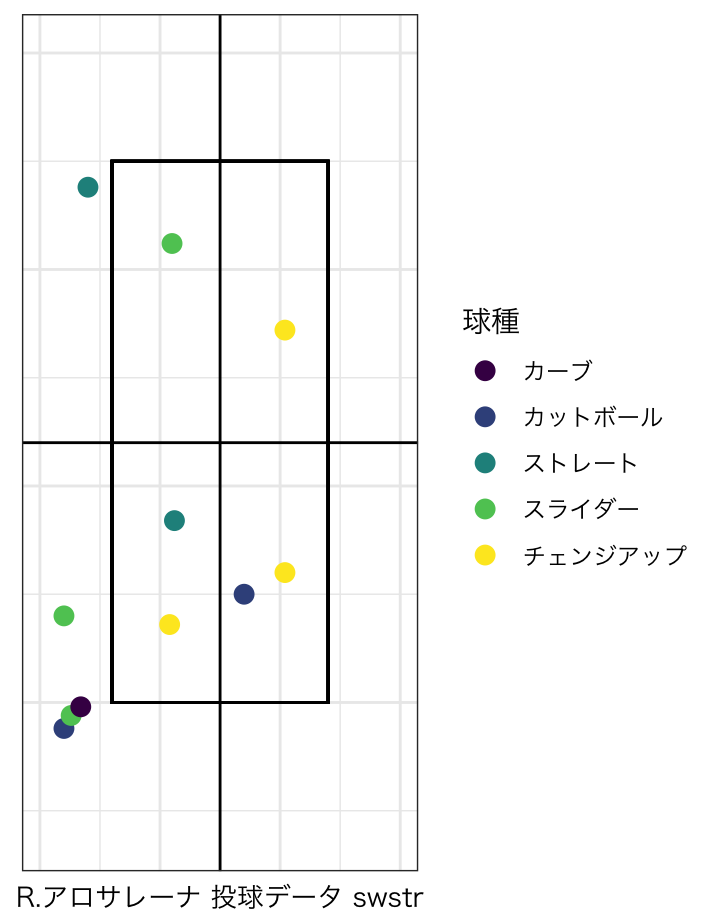 球種
カーブ
カットボール
ストレート
スライダー
チェンジアップ
R.アロサレーナ 投球データ swstr